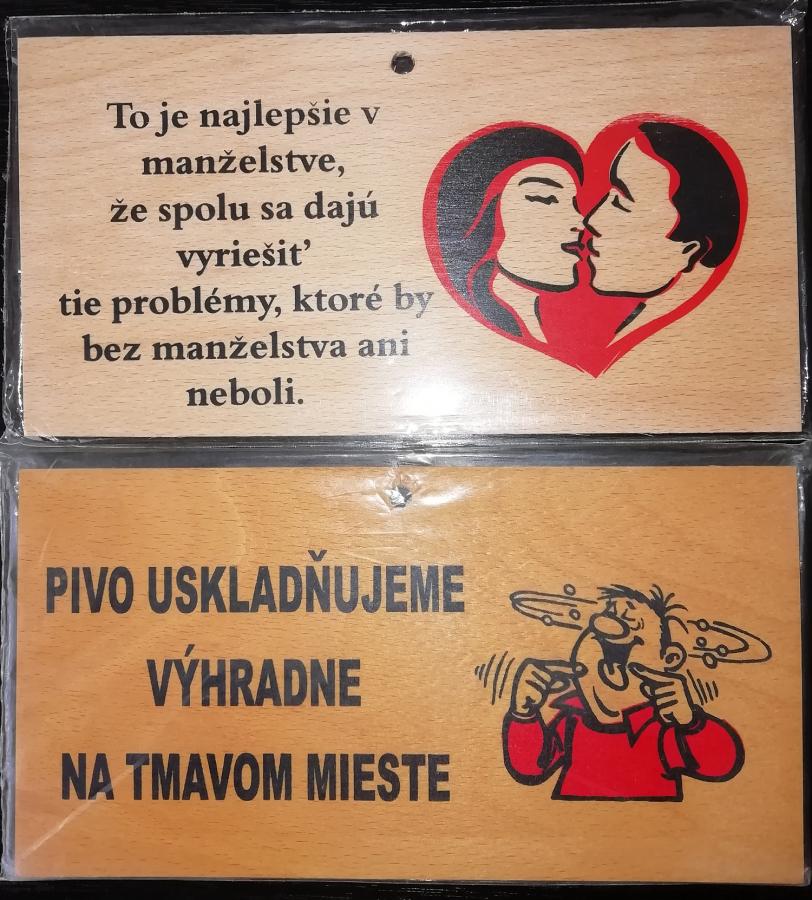 To je najlepšie v
manželstve,
že spolu sa dajú
vyriešiť
tie problémy, ktoré by
bez manželstva ani
neboli.
PIVO USKLADŇUJEME
VÝHRADNE
NA TMAVOM MIESTE